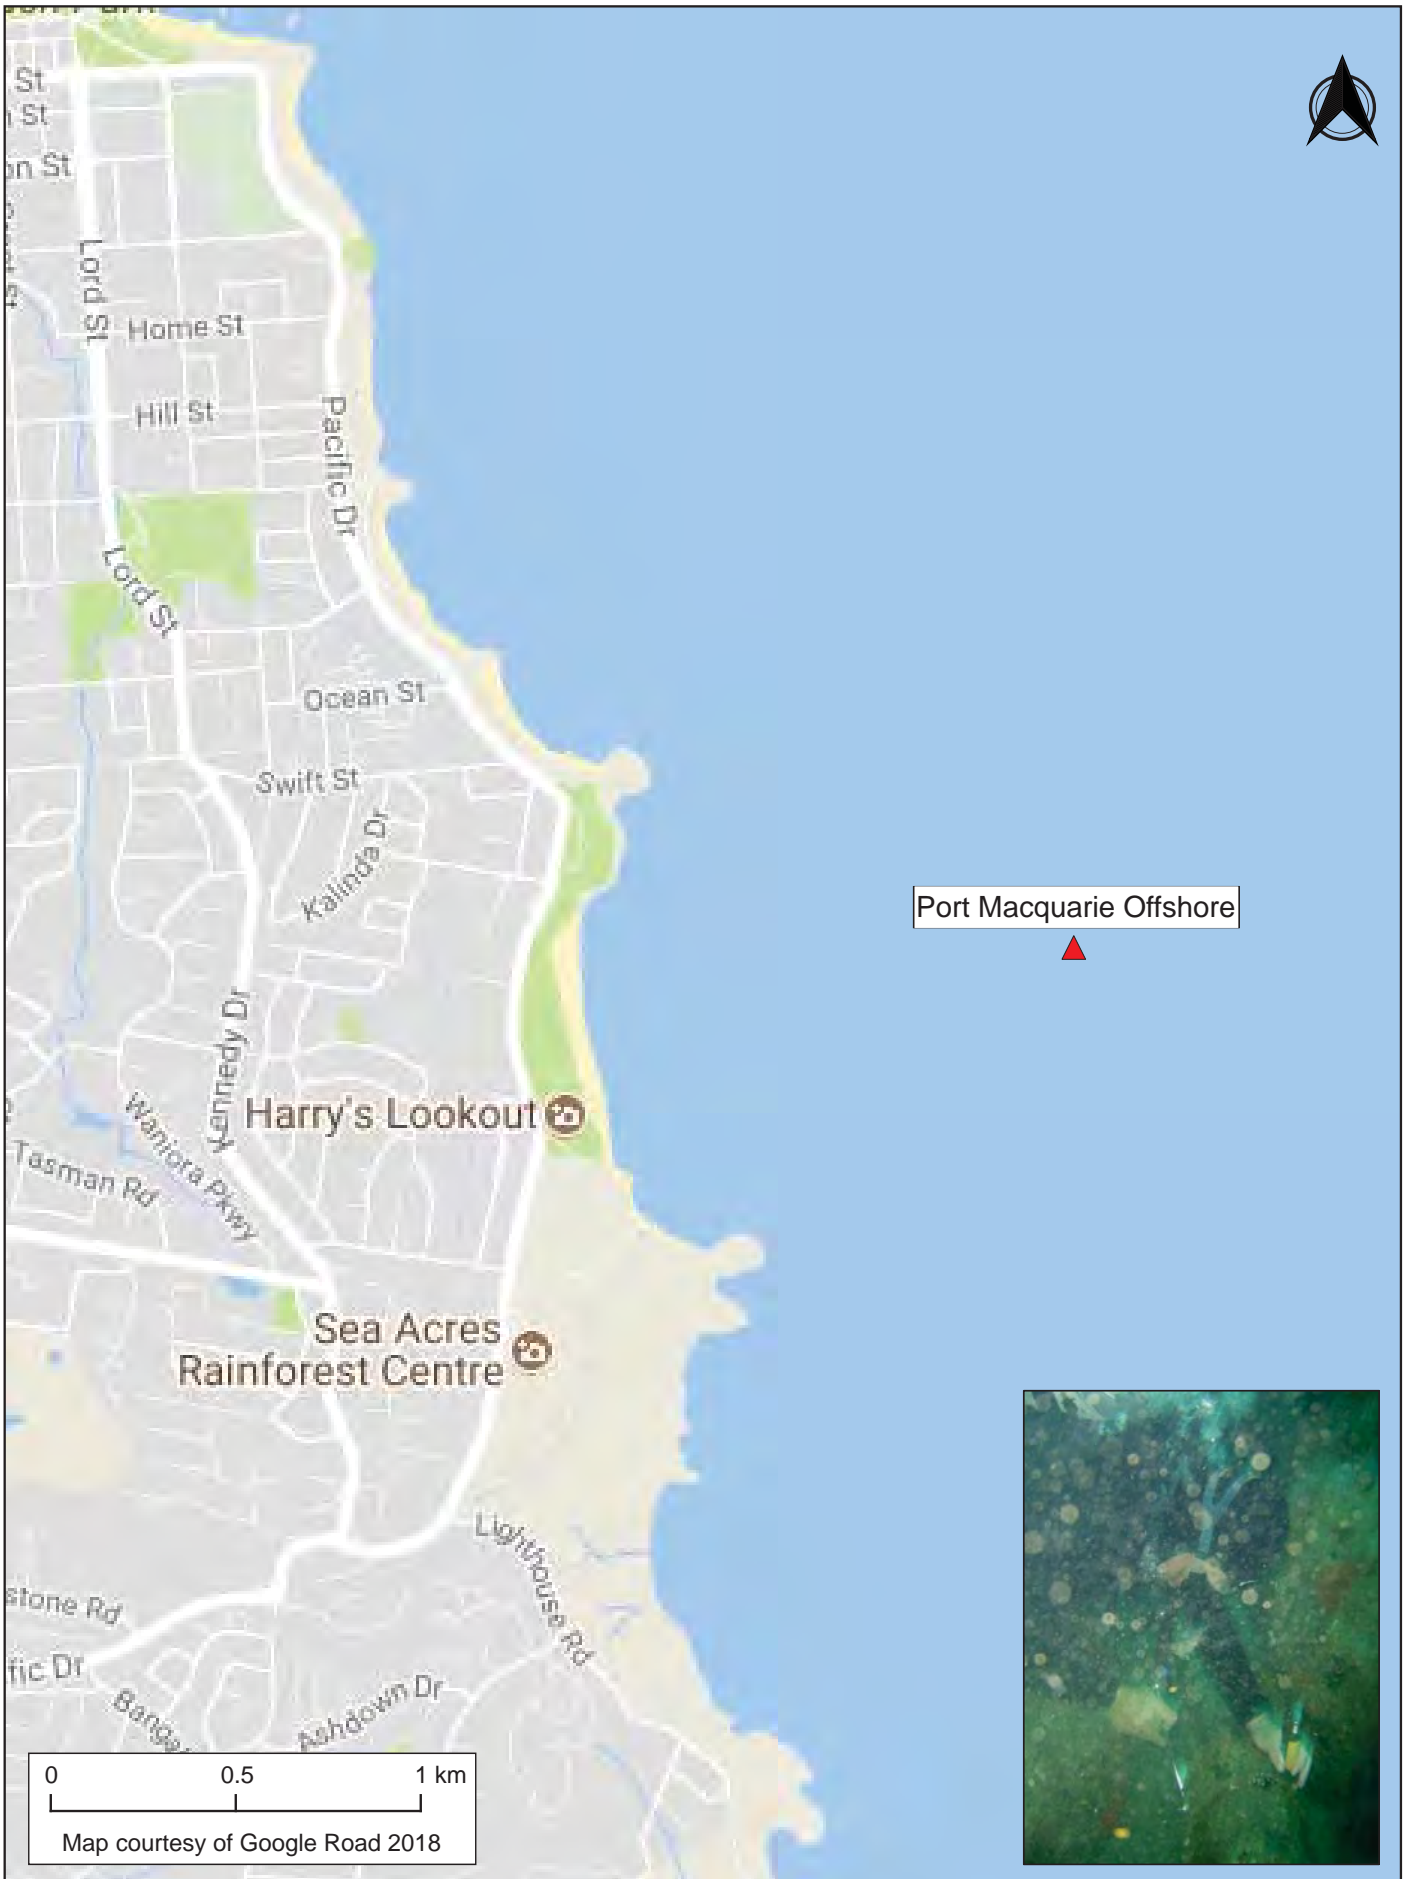 St
St
on St
Lord St
Home St
Hill St
Pacific Dr
Lord St
Ocean St
Swift St
Kalinda Dr
Port Macquarie Offshore
Kennedy Dr
Harry's Lookout
Waniora Pkwy
Tasman Rd
Sea Acres
Rainforest Centre
Lighthouse Rd
stone Rd
fic Dr
Ashdown Dr
Banga
0 0.5 1 km
Map courtesy of Google Road 2018